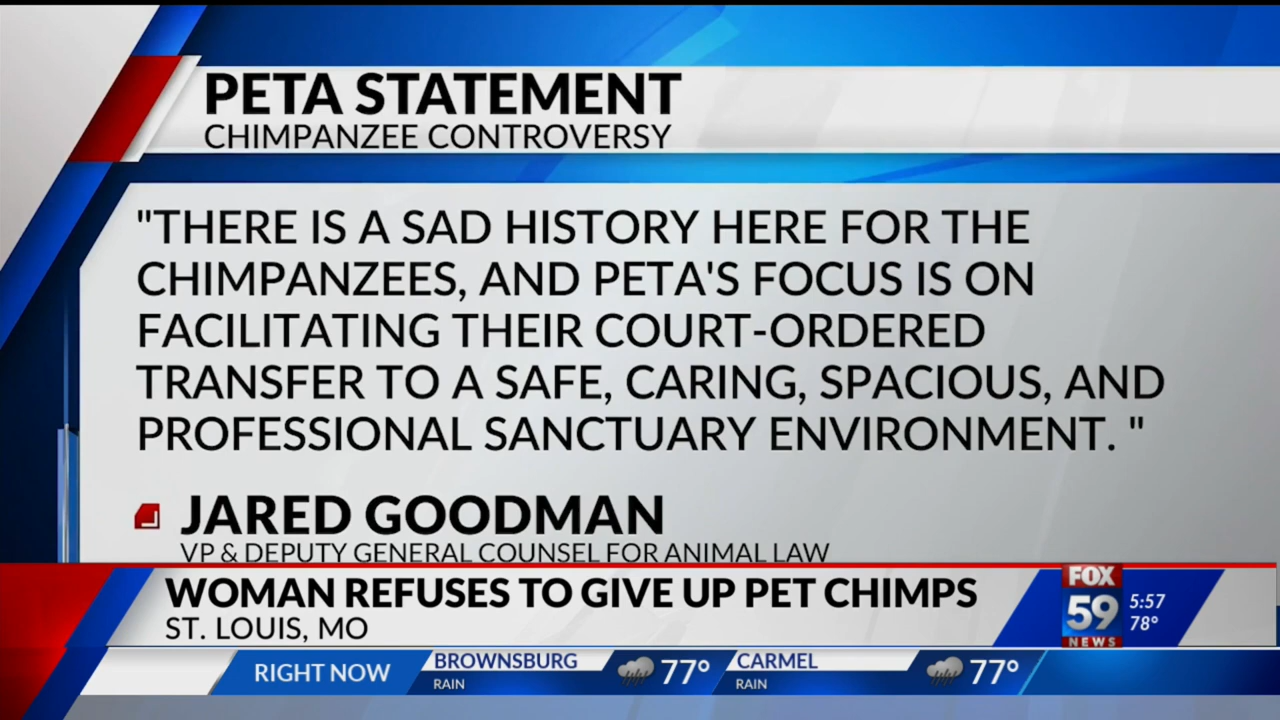 PETA STATEMENT
CHIMPANZEE CONTROVERSY
"THERE IS A SAD HISTORY HERE FOR THE
CHIMPANZEES, AND PETA'S FOCUS IS ON
FACILITATING THEIR COURT-ORDERED
TRANSFER TO A SAFE, CARING, SPACIOUS, AND
PROFESSIONAL SANCTUARY ENVIRONMENT. "
JARED GOODMAN
VP & DEPUTY GENERAL COUNSEL FOR ANIMAL LAW
WOMAN REFUSES TO GIVE UP PET CHIMPS
ST. LOUIS, MO
FOX
59
NEWS
5:57
78°
RIGHT NOW
BROWNSBURG
RAIN
77°
CARMEL
RAIN
77°